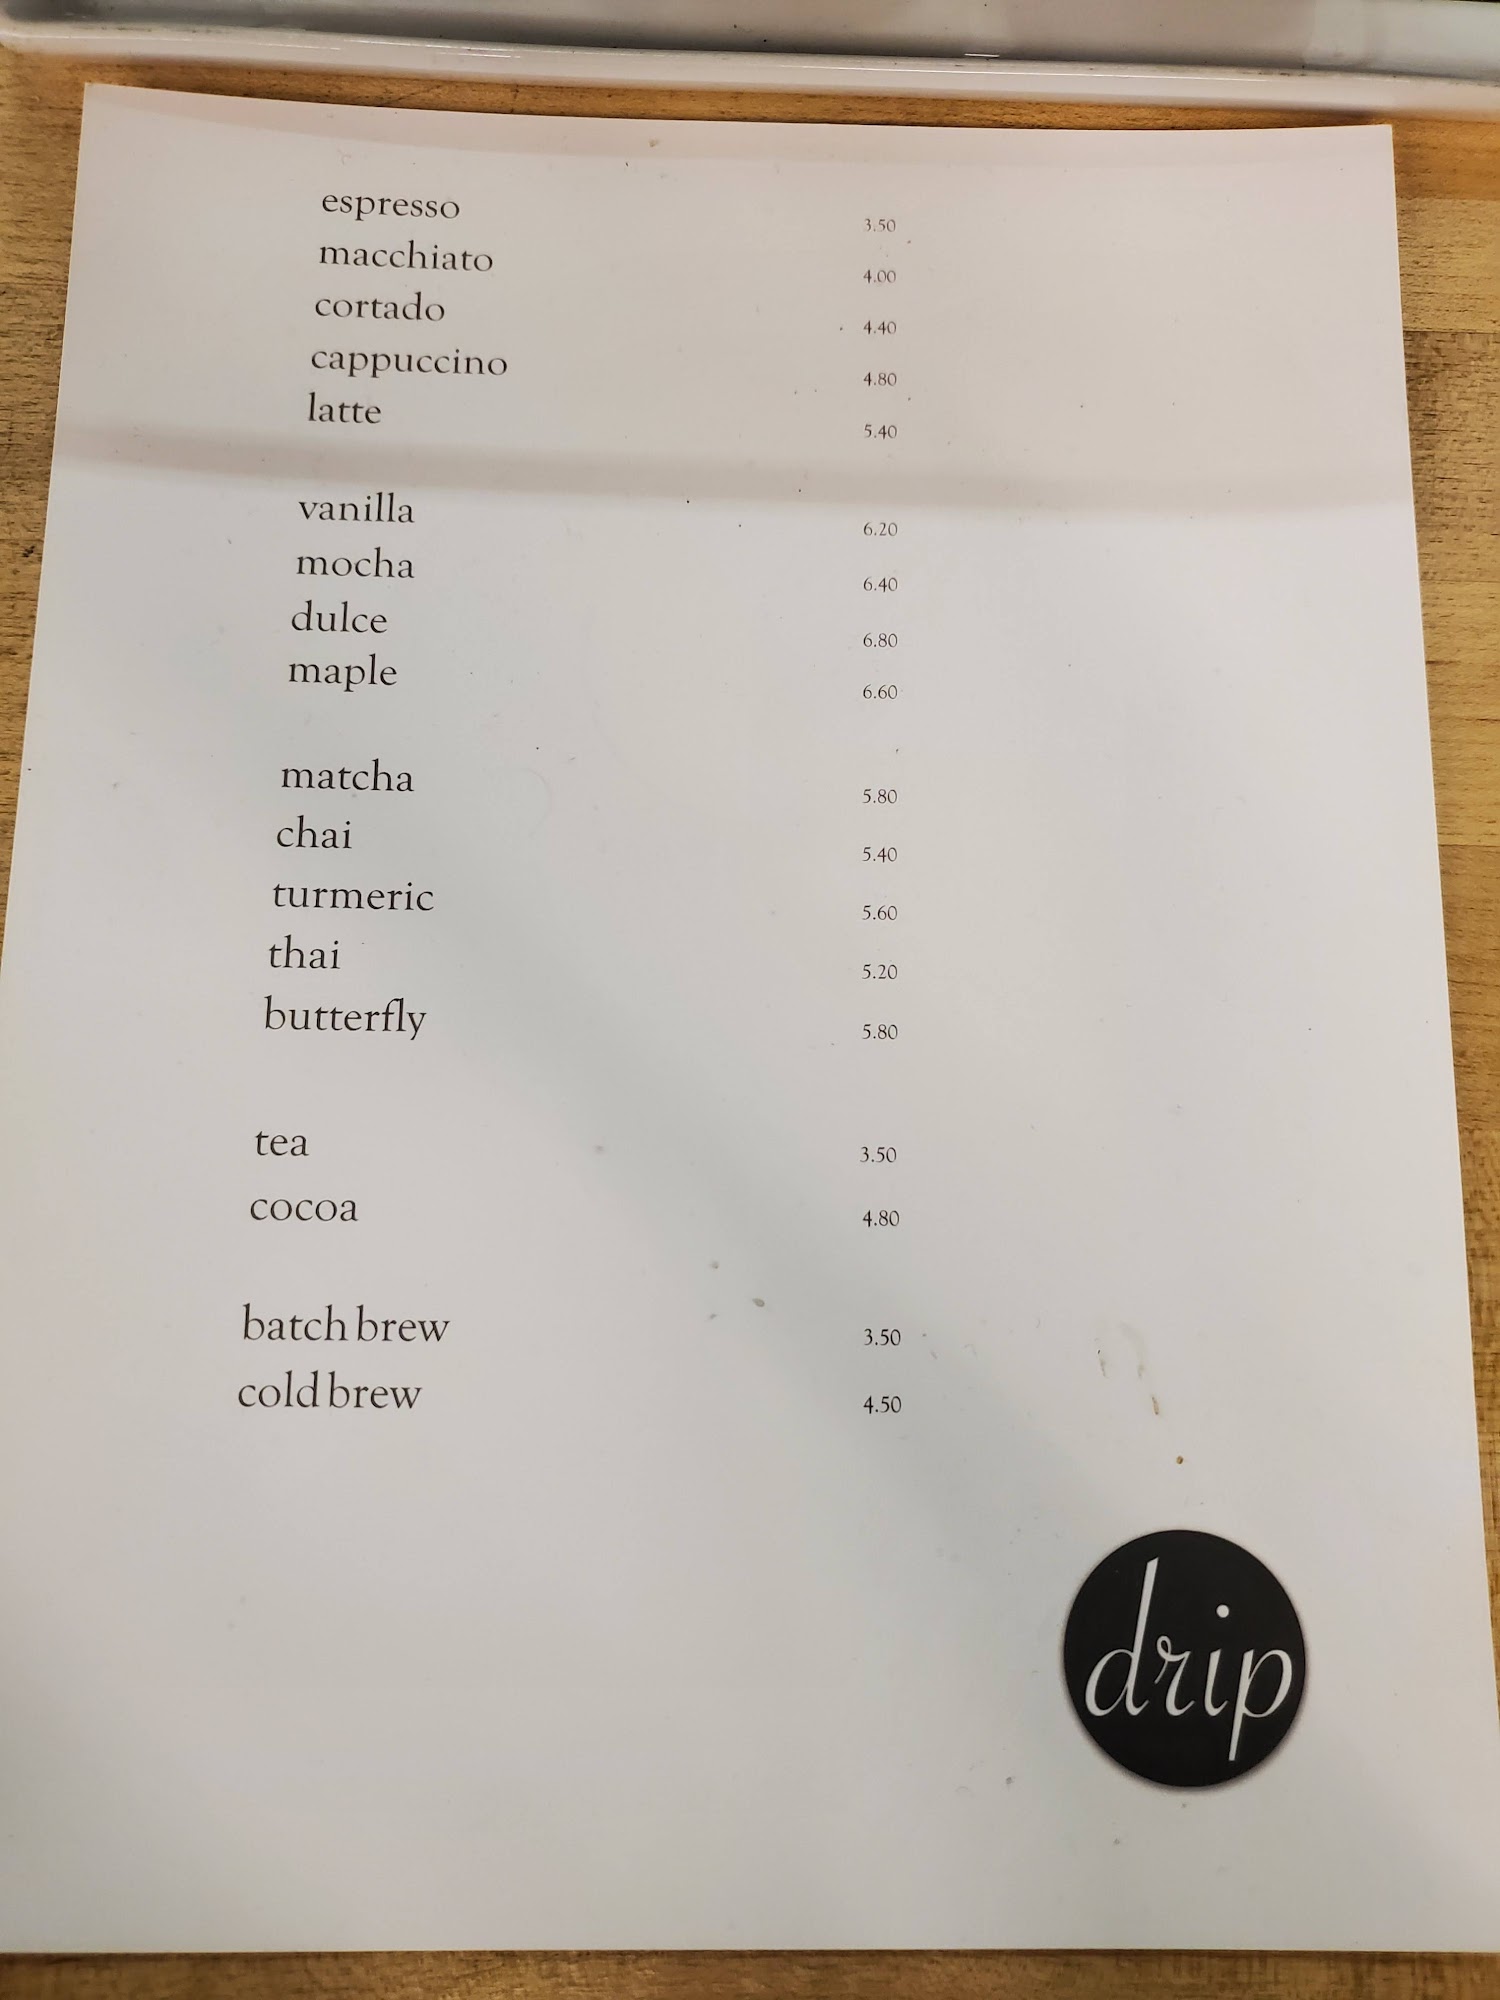 espresso 3.50
macchiato 4.00
cortado 4.40
cappuccino 4.80
latte 5.40
vanilla 6.20
mocha 6.40
dulce 6.80
maple 6.60
matcha 5.80
chai 5.40
turmeric 5.60
thai 5.20
butterfly 5.80
tea 3.50
cocoa 4.80
batch brew 3.50
cold brew 4.50
drip